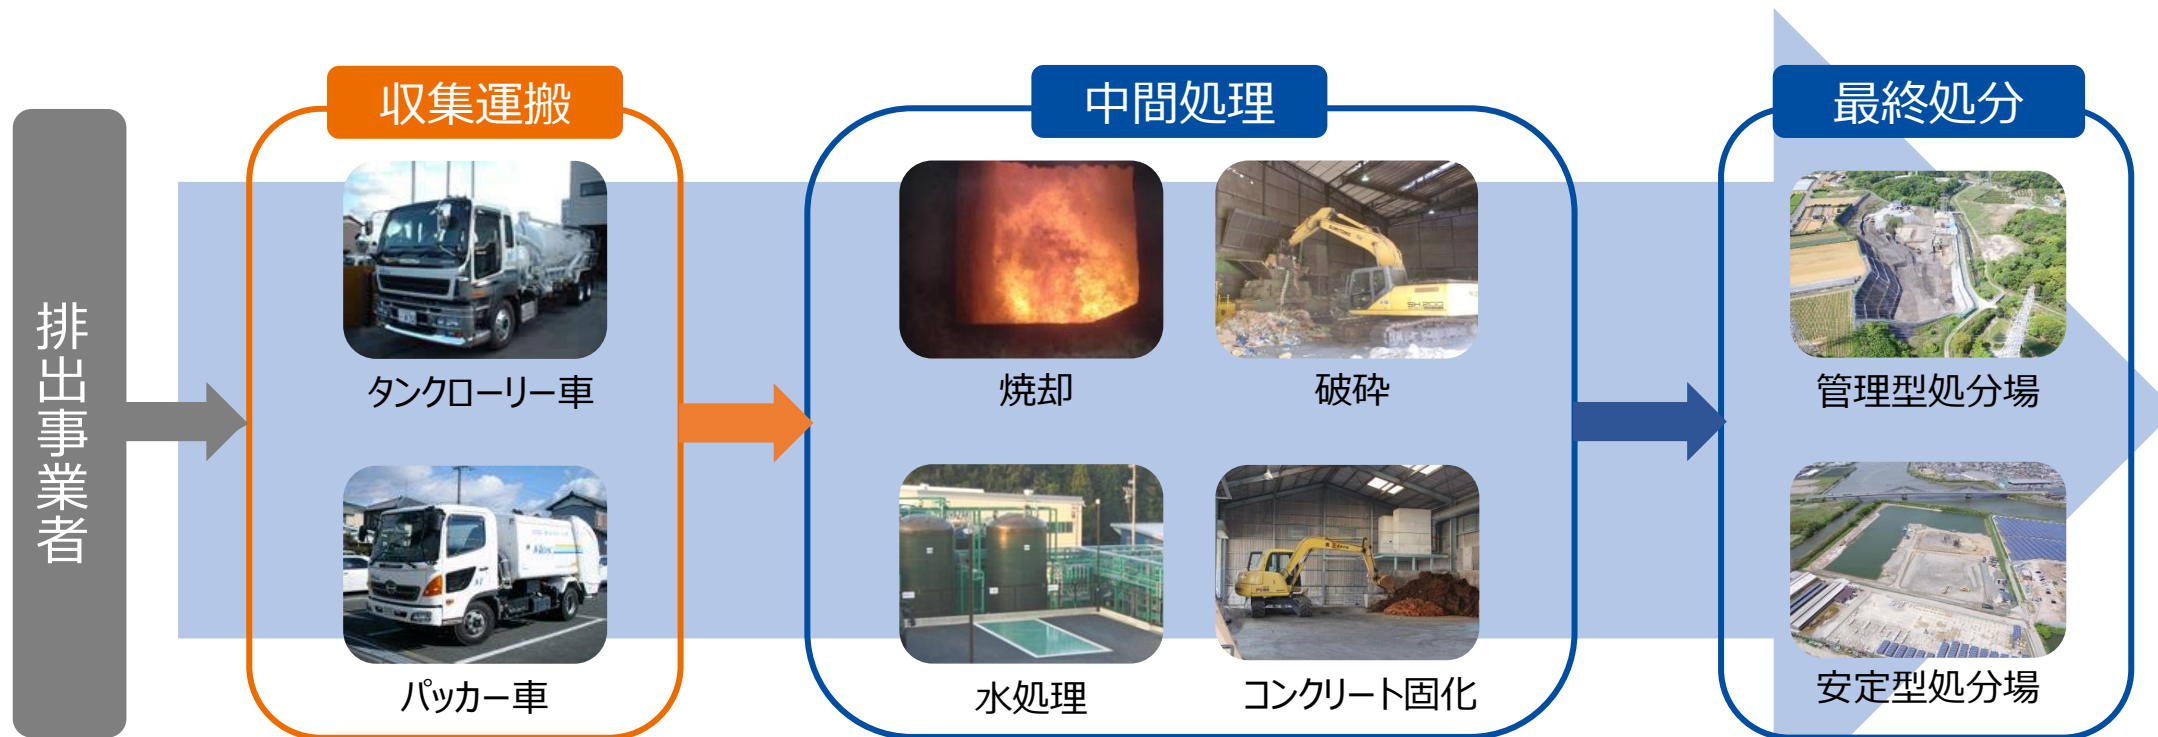 排出事業者
収集運搬
タンクローリー車
パッカー車
中間処理
焼却
破砕
水処理
コンクリート固化
最終処分
管理型処分場
安定型処分場